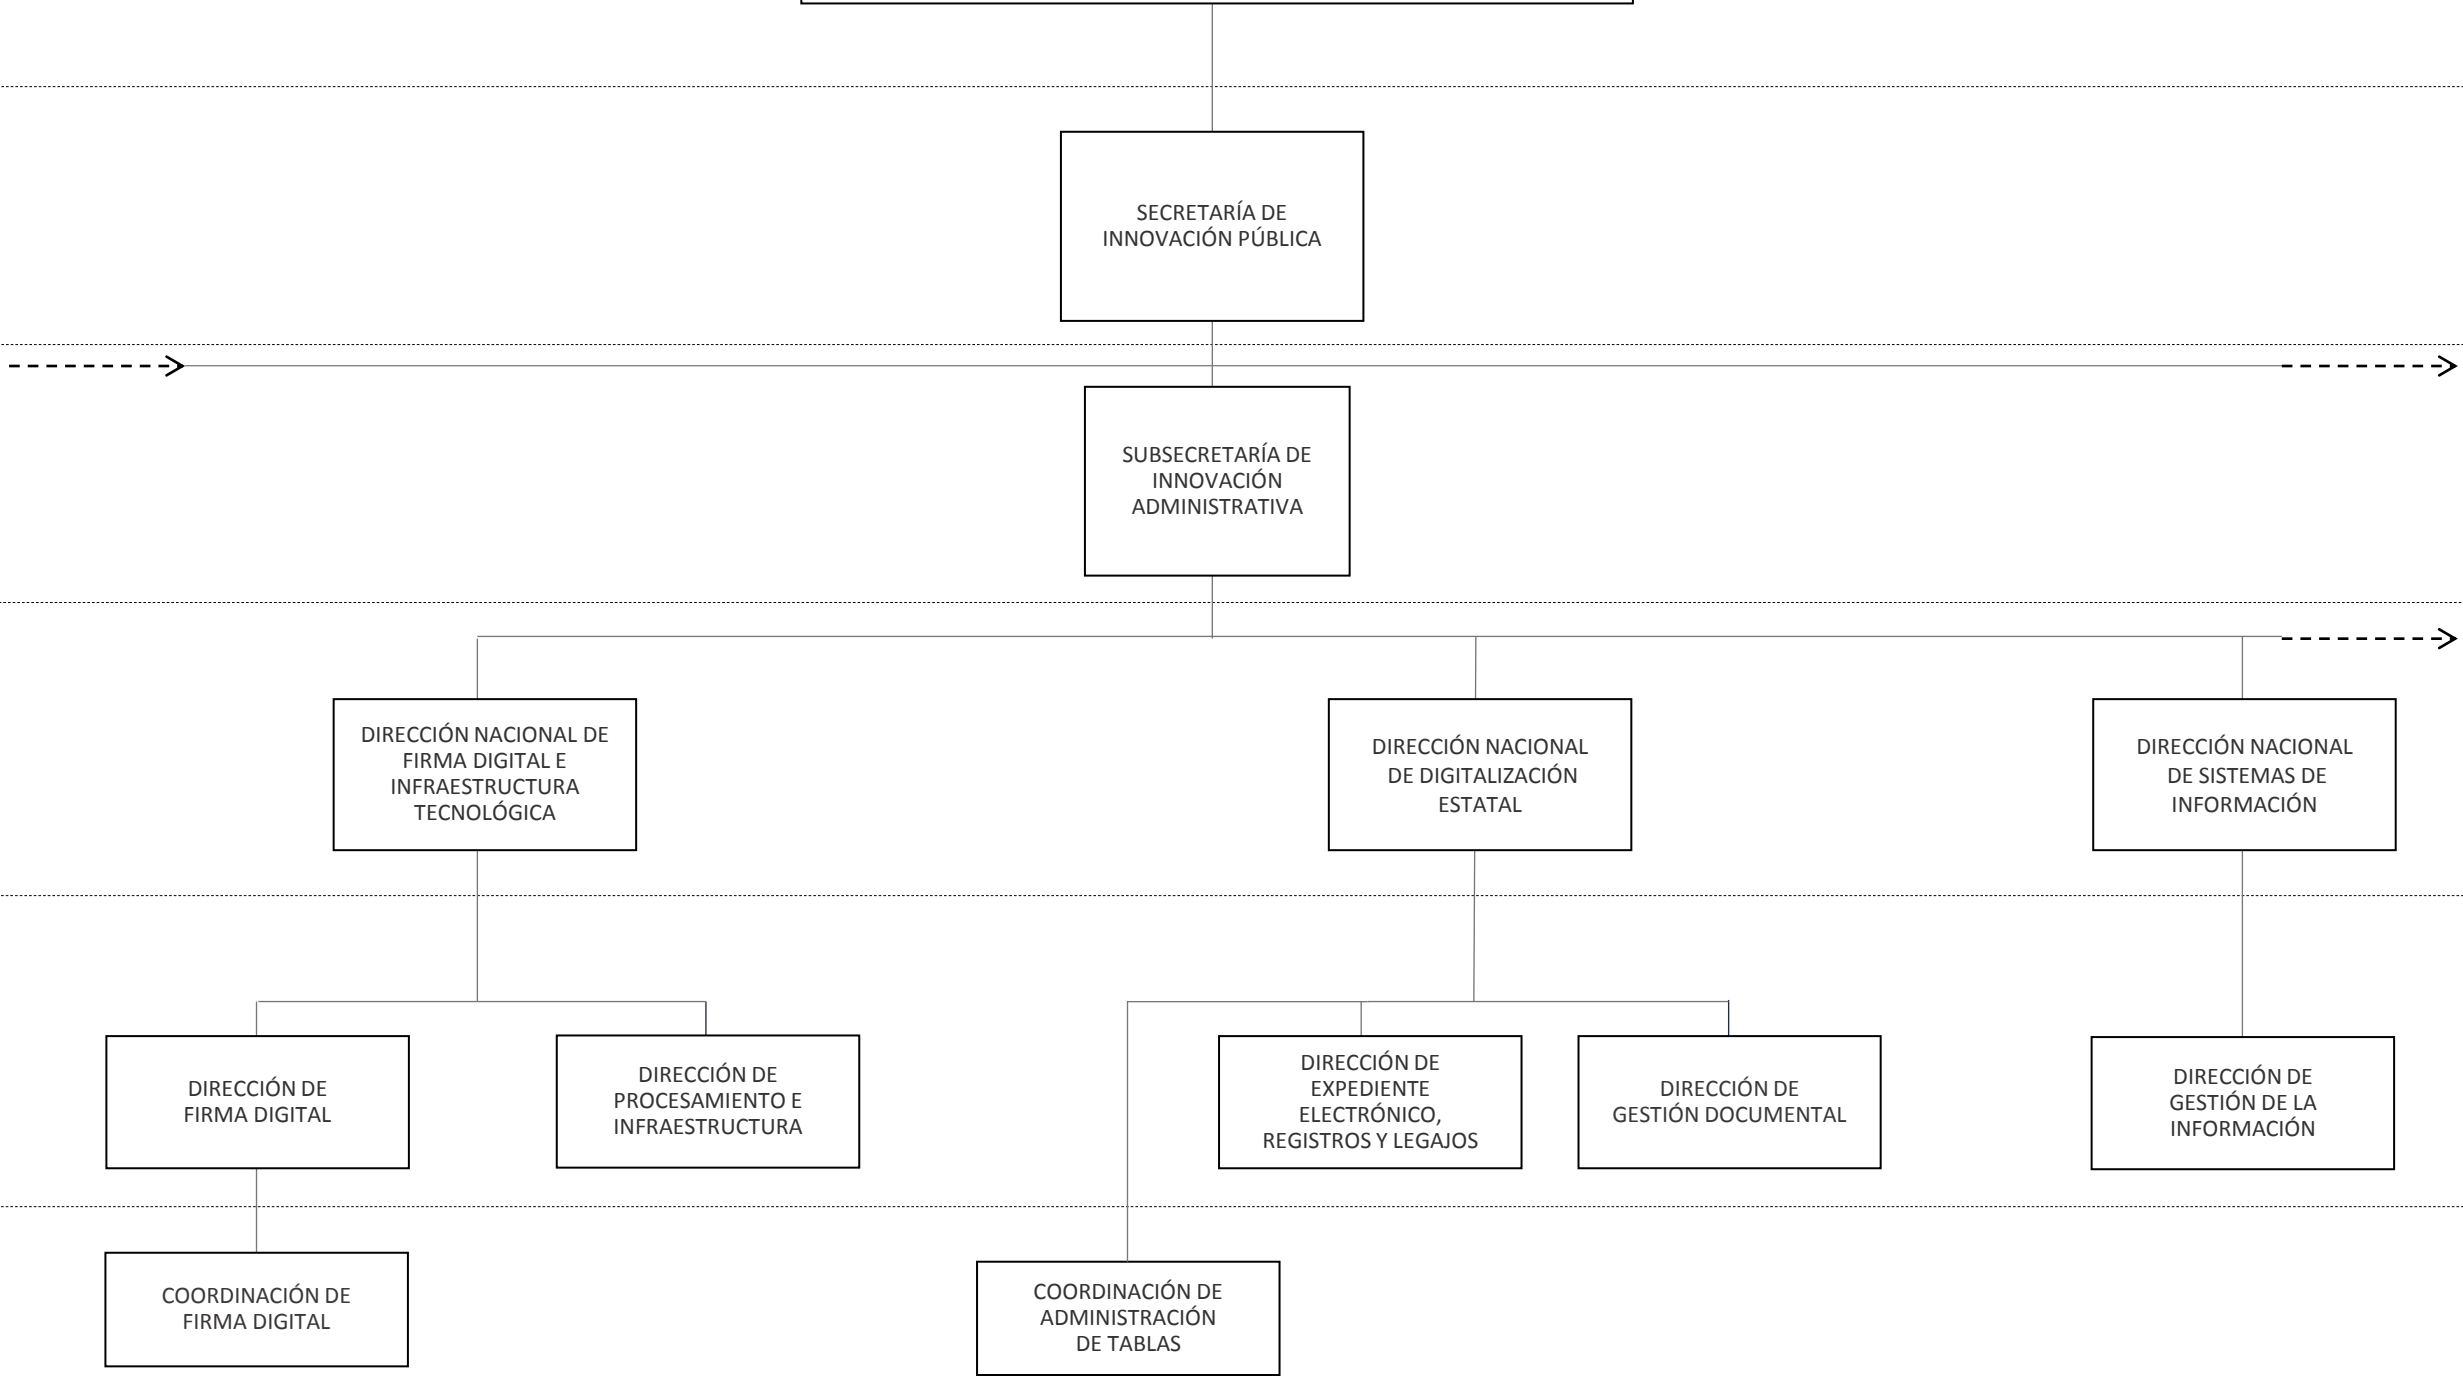 SECRETARÍA DE
INNOVACIÓN PÚBLICA
SUBSECRETARÍA DE
INNOVACIÓN
ADMINISTRATIVA
DIRECCIÓN NACIONAL DE
FIRMA DIGITAL E
INFRAESTRUCTURA
TECNOLÓGICA
DIRECCIÓN NACIONAL
DE DIGITALIZACIÓN
ESTATAL
DIRECCIÓN NACIONAL
DE SISTEMAS DE
INFORMACIÓN
DIRECCIÓN DE
FIRMA DIGITAL
DIRECCIÓN DE
PROCESAMIENTO E
INFRAESTRUCTURA
DIRECCIÓN DE
EXPEDIENTE
ELECTRÓNICO,
REGISTROS Y LEGAJOS
DIRECCIÓN DE
GESTIÓN DOCUMENTAL
DIRECCIÓN DE
GESTIÓN DE LA
INFORMACIÓN
COORDINACIÓN DE
FIRMA DIGITAL
COORDINACIÓN DE
ADMINISTRACIÓN
DE TABLAS